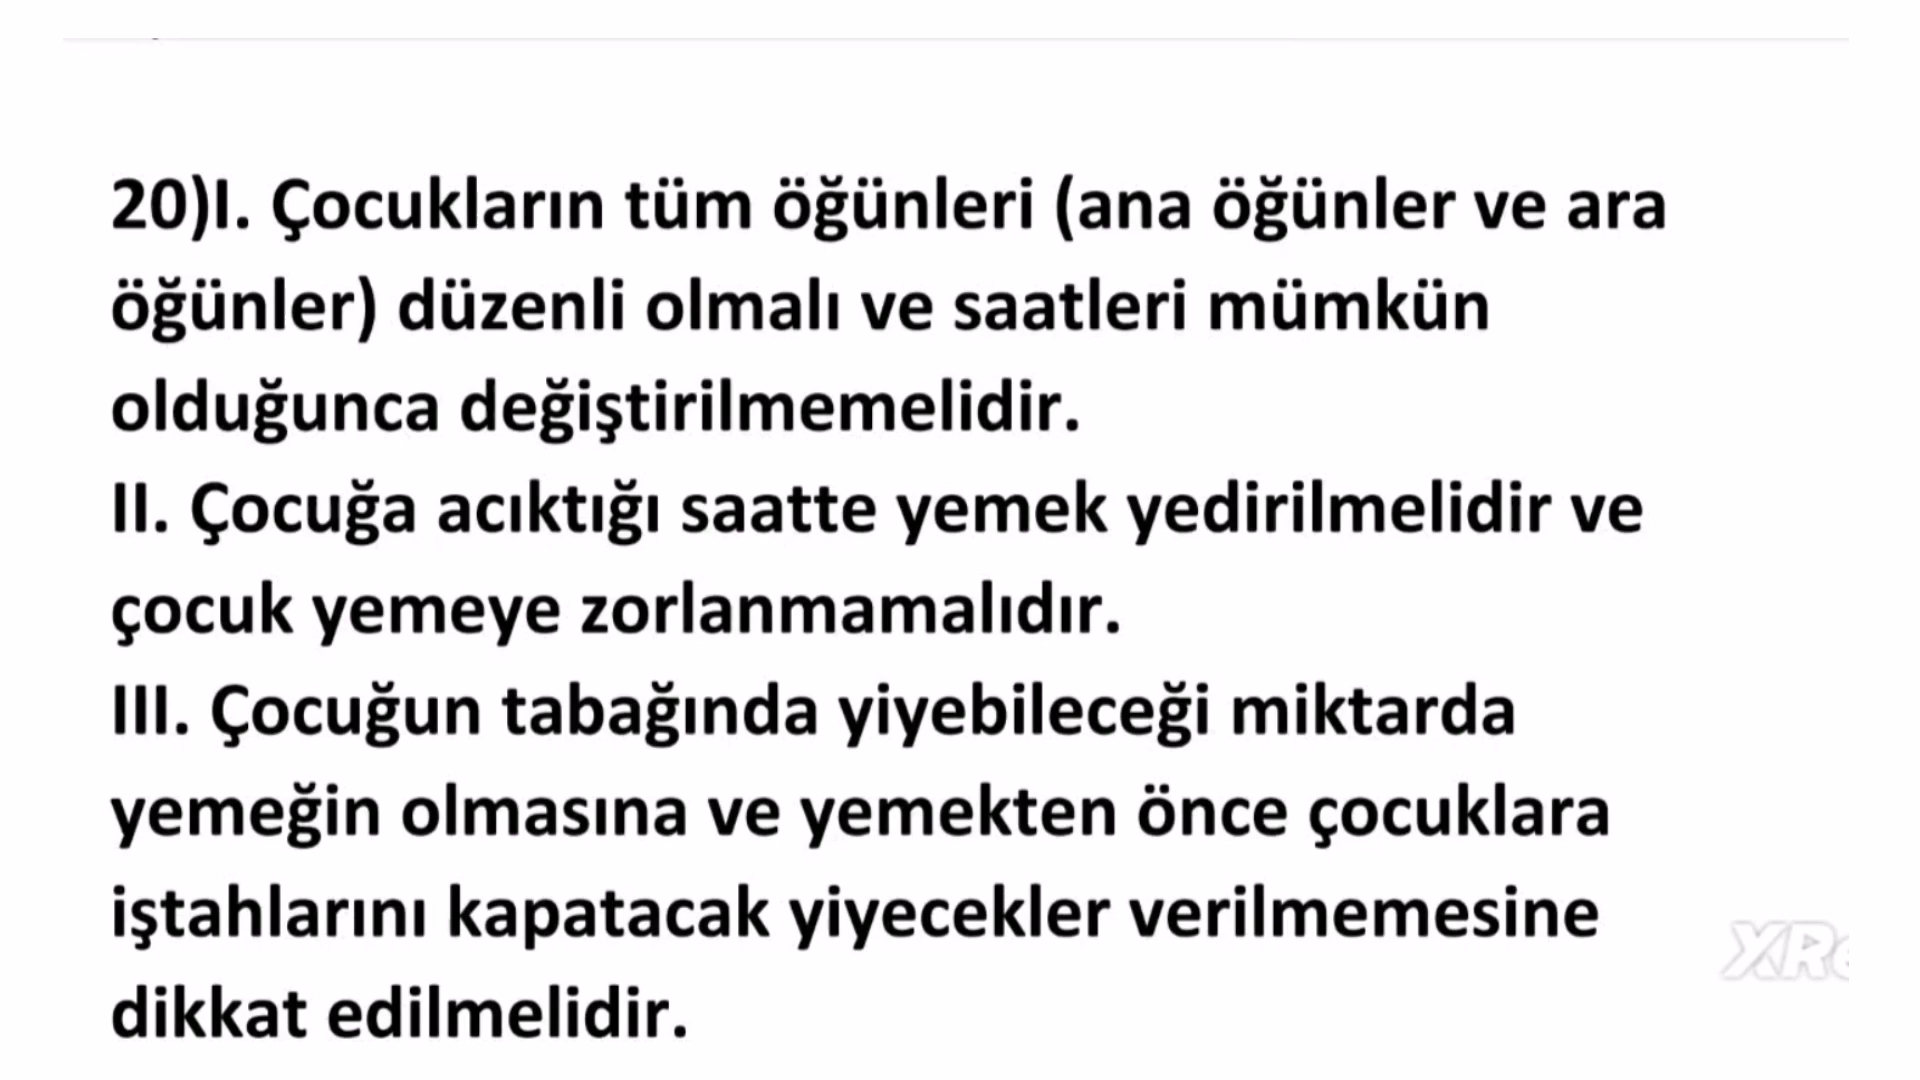 20)I. Çocukların tüm öğünleri (ana öğünler ve ara
öğünler) düzenli olmalı ve saatleri mümkün
olduğunca değiştirilmemelidir.
II. Çocuğa acıktığı saatte yemek yedirilmelidir ve
çocuk yemeye zorlanmamalıdır.
III. Çocuğun tabağında yiyebileceği miktarda
yemeğin olmasına ve yemekten önce çocuklara
iştahlarını kapatacak yiyecekler verilmemesine
dikkat edilmelidir.